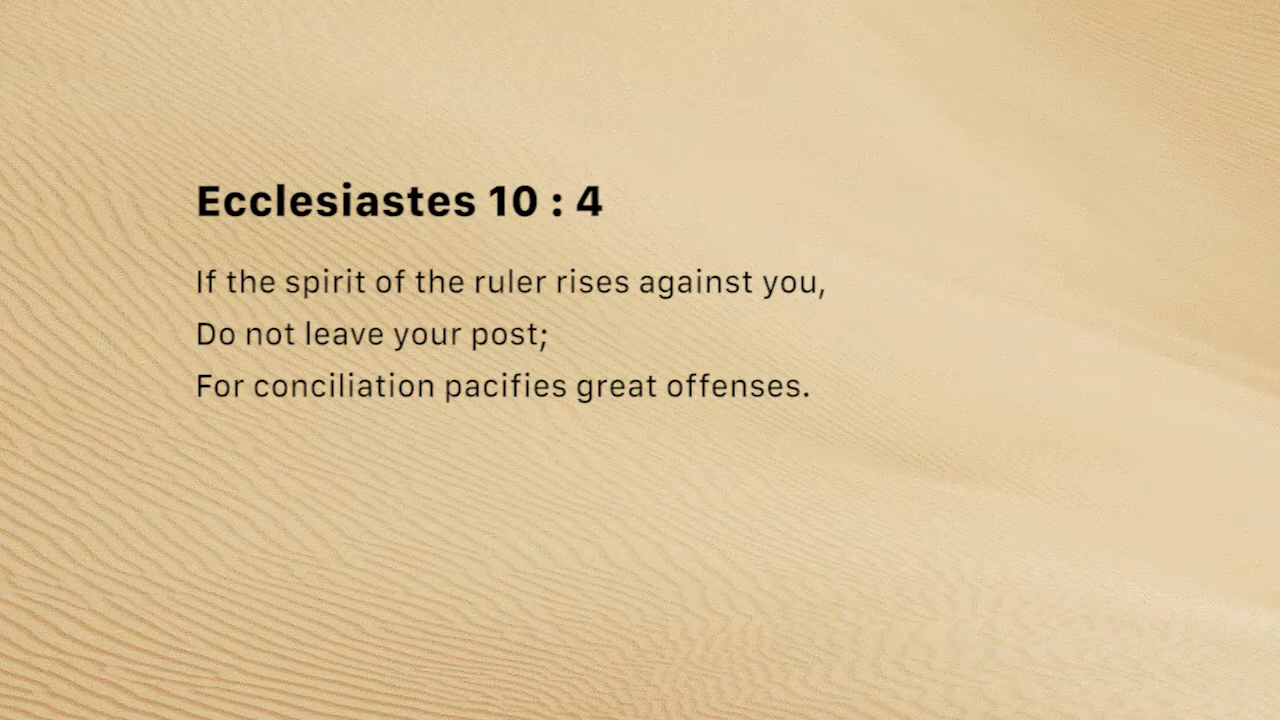 Ecclesiastes 10 : 4
If the spirit of the ruler rises against you,
Do not leave your post;
For conciliation pacifies great offenses.